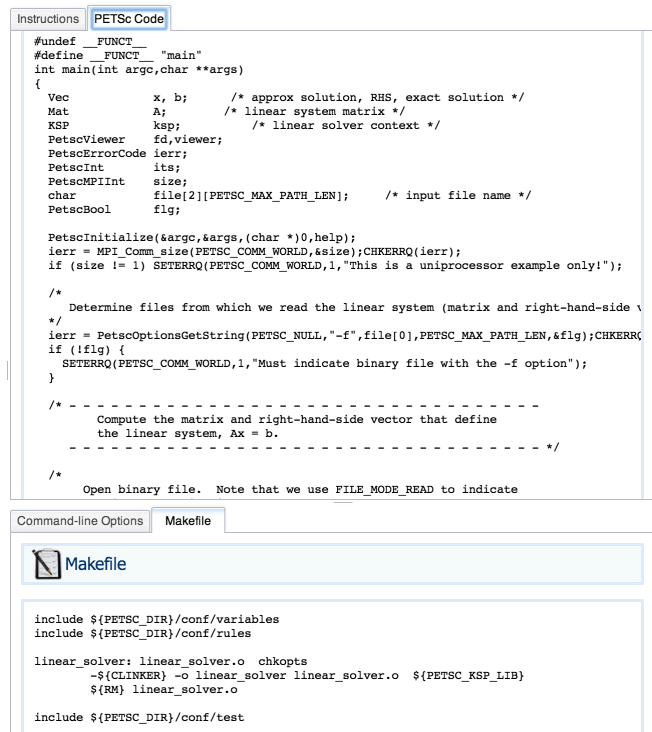 Instructions PETSc Code
#undef __FUNCT__
#define __FUNCT__ "main"
int main(int argc,char **args)
{
  Vec            x, b;      /* approx solution, RHS, exact solution */
  Mat            A;        /* linear system matrix */
  KSP            ksp;         /* linear solver context */
  PetscViewer    fd,viewer;
  PetscErrorCode ierr;
  PetscInt       its;
  PetscMPIInt    size;
  char           file[2][PETSC_MAX_PATH_LEN];     /* input file name */
  PetscBool      flg;

  PetscInitialize(&argc,&args,(char *)0,help);
  ierr = MPI_Comm_size(PETSC_COMM_WORLD,&size);CHKERRQ(ierr);
  if (size != 1) SETERRQ(PETSC_COMM_WORLD,1,"This is a uniprocessor example only!");

  /*
     Determine files from which we read the linear system (matrix and right-hand-side
  */
  ierr = PetscOptionsGetString(PETSC_NULL,"-f",file[0],PETSC_MAX_PATH_LEN,&flg);CHKERRQ
  if (!flg) {
    SETERRQ(PETSC_COMM_WORLD,1,"Must indicate binary file with the -f option");
  }

  /* - - - - - - - - - - - - - - - - - - - - - - - - - - - - - - - - - -
         Compute the matrix and right-hand-side vector that define
         the linear system, Ax = b.
     - - - - - - - - - - - - - - - - - - - - - - - - - - - - - - - - - - */

  /*
       Open binary file.  Note that we use FILE_MODE_READ to indicate
Command-line Options Makefile
Makefile
include ${PETSC_DIR}/conf/variables
include ${PETSC_DIR}/conf/rules

linear_solver: linear_solver.o  chkopts
        -${CLINKER} -o linear_solver linear_solver.o  ${PETSC_KSP_LIB}
        ${RM} linear_solver.o

include ${PETSC_DIR}/conf/test